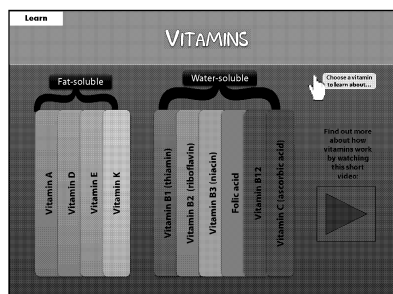 Learn
VITAMINS
Fat-soluble
Water-soluble
Choose a vitamin
to learn about...
Vitamin A
Vitamin D
Vitamin E
Vitamin K
Vitamin B1 (thiamin)
Vitamin B2 (riboflavin)
Vitamin B3 (niacin)
Folic acid
Vitamin B12
Vitamin C (ascorbic acid)
Find out more
about how
vitamins work
by watching
this short
video: